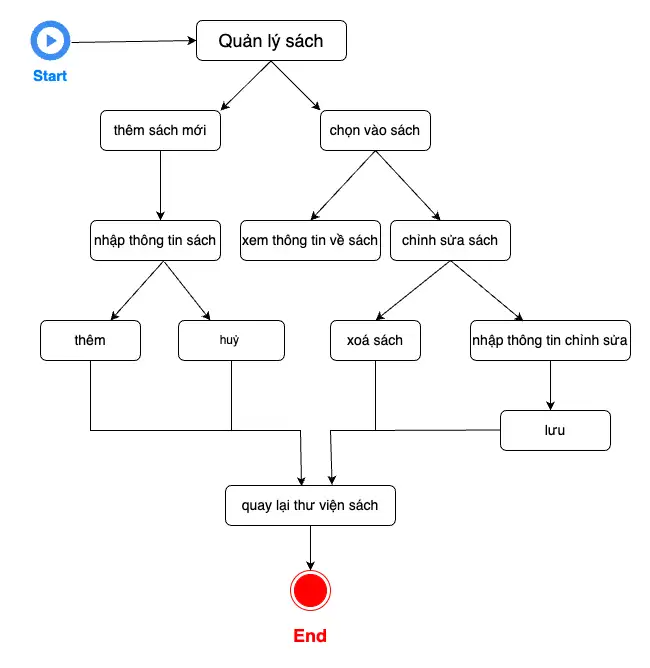 Quản lý sách
Start
thêm sách mới
chọn vào sách
nhập thông tin sách
xem thông tin về sách
chỉnh sửa sách
thêm
huỷ
xoá sách
nhập thông tin chỉnh sửa
lưu
quay lại thư viện sách
End